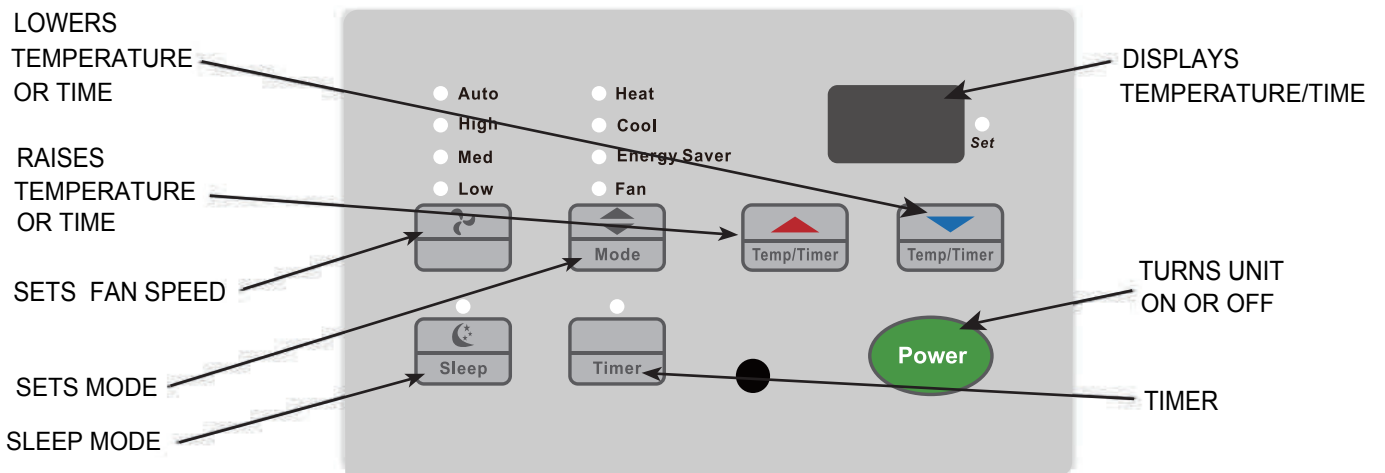 LOWERS
TEMPERATURE
OR TIME
RAISES
TEMPERATURE
OR TIME
SETS FAN SPEED
SETS MODE
SLEEP MODE
Auto
High
Med
Low
Heat
Cool
Energy Saver
Fan
Set
Mode
Temp/Timer
Temp/Timer
Sleep
Timer
Power
DISPLAYS
TEMPERATURE/TIME
TURNS UNIT
ON OR OFF
TIMER